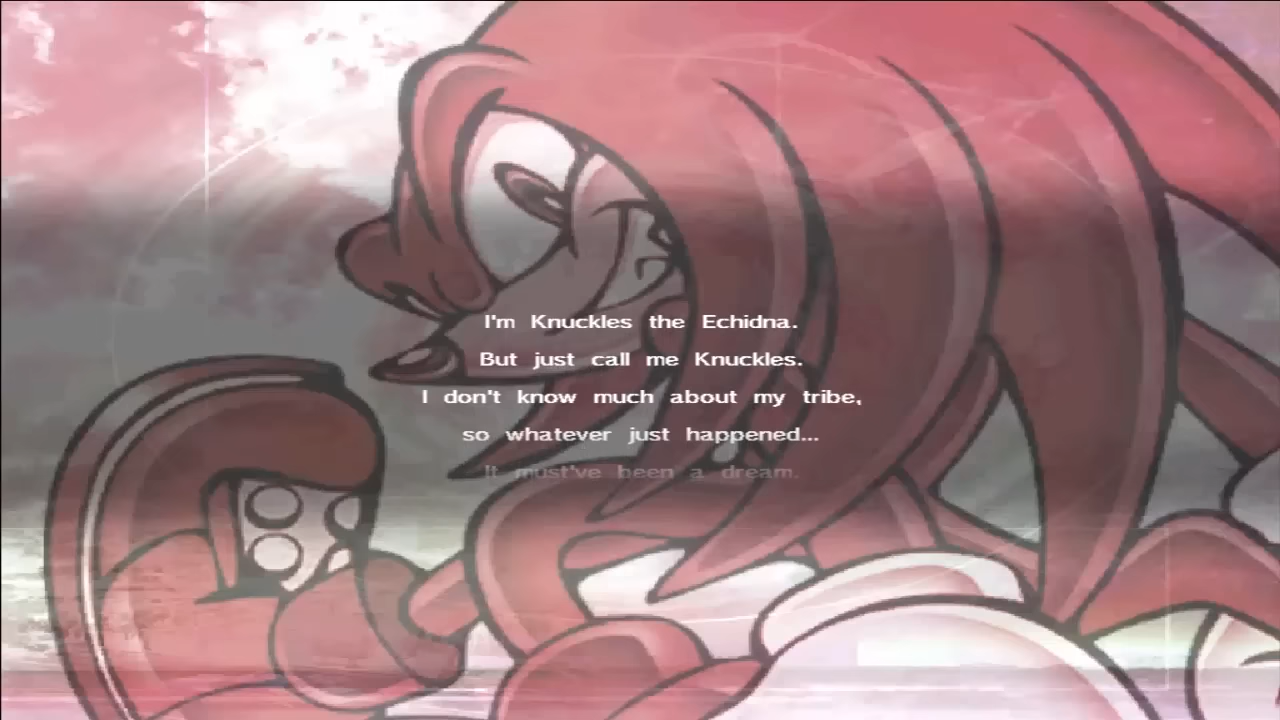 I'm Knuckles the Echidna.
But just call me Knuckles.
I don't know much about my tribe,
so whatever just happened...
It must've been a dream.